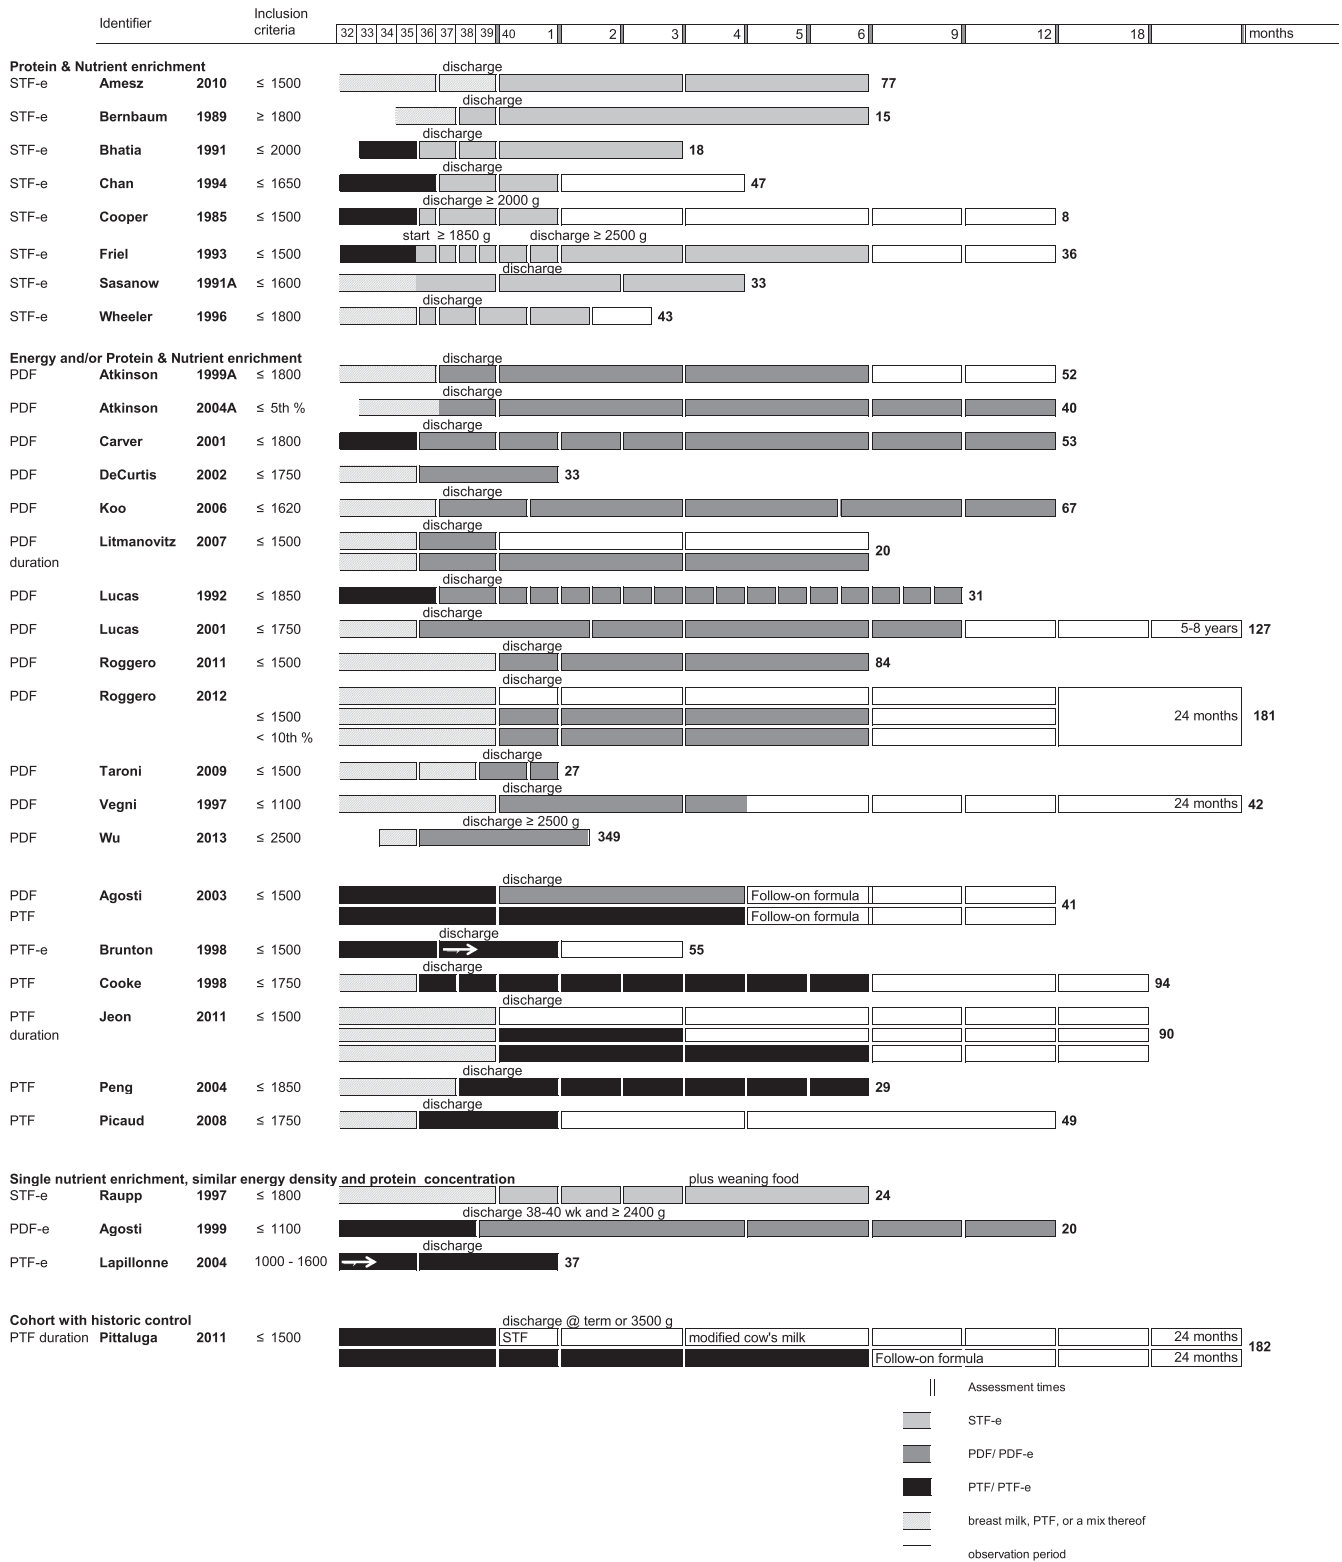 Identifier Inclusion criteria 32 33 34 35 36 37 38 39 40 1 2 3 4 5 6 9 12 18 months
Protein & Nutrient enrichment discharge
STF-e Amesz 2010 ≤ 1500 77
discharge
STF-e Bernbaum 1989 ≥ 1800 15
discharge
STF-e Bhatia 1991 ≤ 2000 18
discharge
STF-e Chan 1994 ≤ 1650 47
discharge ≥ 2000 g
STF-e Cooper 1985 ≤ 1500 8
start ≥ 1850 g discharge ≥ 2500 g
STF-e Friel 1993 ≤ 1500 36
discharge
STF-e Sasanow 1991A ≤ 1600 33
discharge
STF-e Wheeler 1996 ≤ 1800 43
Energy and/or Protein & Nutrient enrichment discharge
PDF Atkinson 1999A ≤ 1800 52
discharge
PDF Atkinson 2004A ≤ 5th % 40
discharge
PDF Carver 2001 ≤ 1800 53
PDF DeCurtis 2002 ≤ 1750 33
discharge
PDF Koo 2006 ≤ 1620 67
discharge
PDF Litmanovitz 2007 ≤ 1500 20
duration
discharge
PDF Lucas 1992 ≤ 1850 31
discharge
PDF Lucas 2001 ≤ 1750 5-8 years 127
discharge
PDF Roggero 2011 ≤ 1500 84
discharge
PDF Roggero 2012
≤ 1500 24 months 181
< 10th %
discharge
PDF Taroni 2009 ≤ 1500 27
discharge
PDF Vegni 1997 ≤ 1100 24 months 42
discharge ≥ 2500 g
PDF Wu 2013 ≤ 2500 349
discharge
PDF Agosti 2003 ≤ 1500 Follow-on formula 41
PTF Follow-on formula
discharge
PTF-e Brunton 1998 ≤ 1500 55
discharge
PTF Cooke 1998 ≤ 1750 94
discharge
PTF Jeon 2011 ≤ 1500
duration 90
discharge
PTF Peng 2004 ≤ 1850 29
discharge
PTF Picaud 2008 ≤ 1750 49
Single nutrient enrichment, similar energy density and protein concentration plus weaning food
STF-e Raupp 1997 ≤ 1800 24
discharge 38-40 wk and ≥ 2400 g
PDF-e Agosti 1999 ≤ 1100 20
discharge
PTF-e Lapillonne 2004 1000 - 1600 37
Cohort with historic control discharge @ term or 3500 g
PTF duration Pittaluga 2011 ≤ 1500 STF modified cow's milk 24 months 182
Follow-on formula 24 months
Assessment times
STF-e
PDF/ PDF-e
PTF/ PTF-e
breast milk, PTF, or a mix thereof
observation period